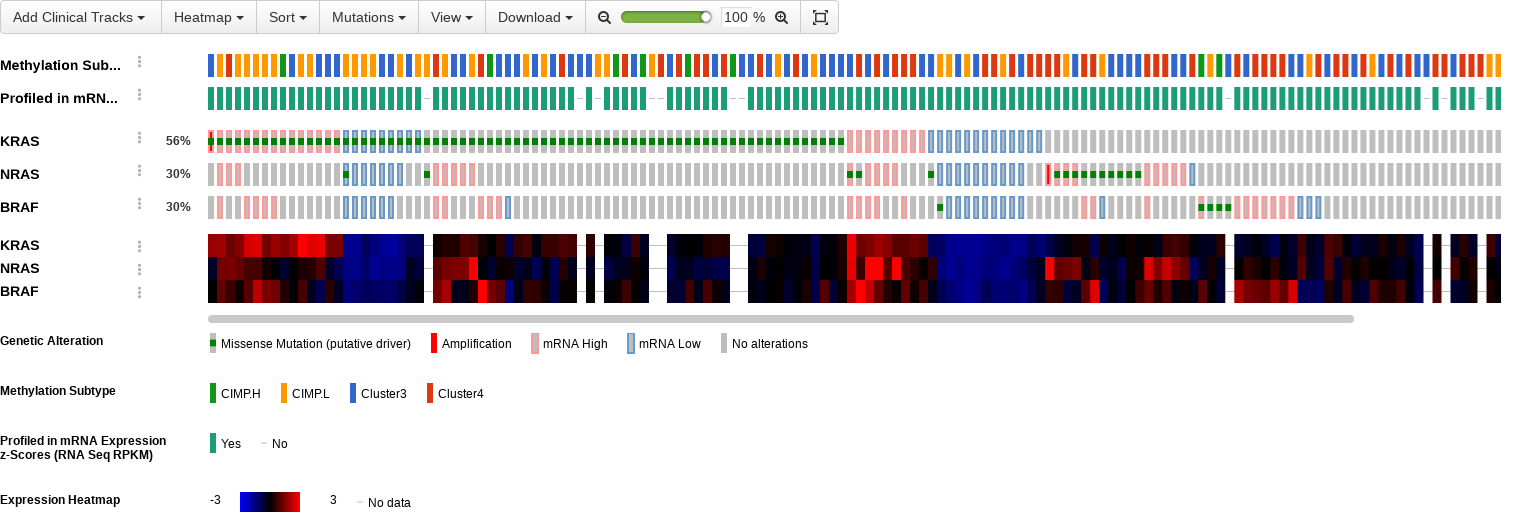 Add Clinical Tracks Heatmap Sort Mutations View Download 100 %
Methylation Sub...
Profiled in mRN...
KRAS 56%
NRAS 30%
BRAF 30%
KRAS
NRAS
BRAF
Genetic Alteration Missense Mutation (putative driver) Amplification mRNA High mRNA Low No alterations
Methylation Subtype CIMP.H CIMP.L Cluster3 Cluster4
Profiled in mRNA Expression Yes No
z-Scores (RNA Seq RPKM)
Expression Heatmap -3 3 No data